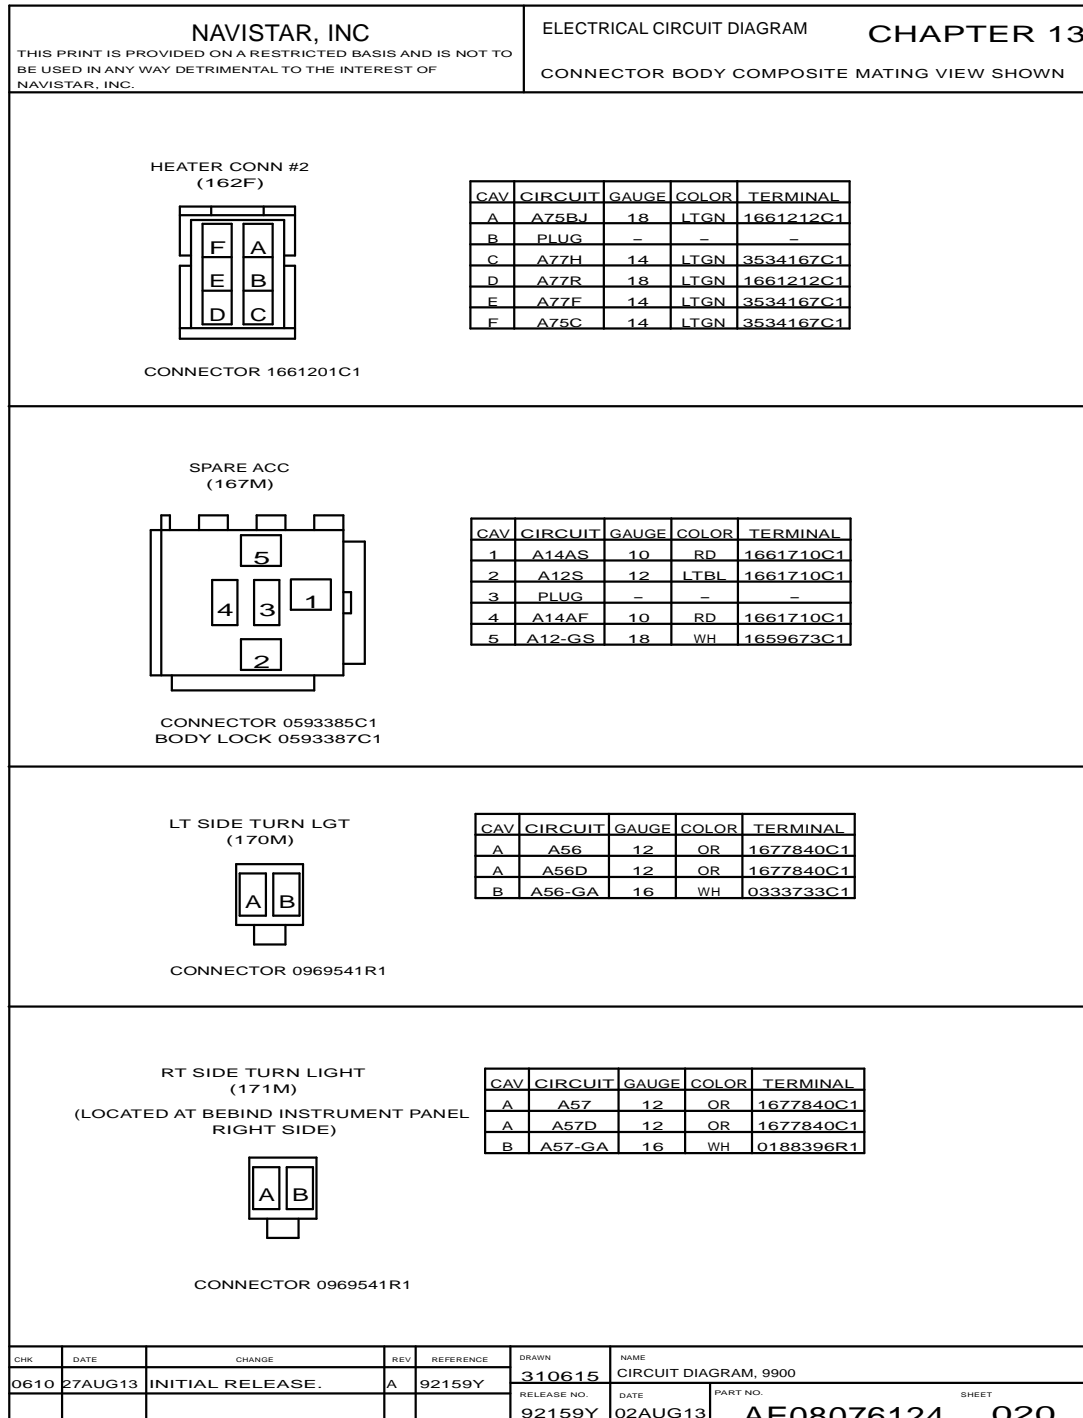 NAVISTAR, INC
THIS PRINT IS PROVIDED ON A RESTRICTED BASIS AND IS NOT TO
BE USED IN ANY WAY DETRIMENTAL TO THE INTEREST OF
NAVISTAR, INC.
ELECTRICAL CIRCUIT DIAGRAM CHAPTER 13
CONNECTOR BODY COMPOSITE MATING VIEW SHOWN
HEATER CONN #2
(162F)
F A
E B
D C
CONNECTOR 1661201C1
CAV CIRCUIT GAUGE COLOR TERMINAL
A A75BJ 18 LTGN 1661212C1
B PLUG – – –
C A77H 14 LTGN 3534167C1
D A77R 18 LTGN 1661212C1
E A77F 14 LTGN 3534167C1
F A75C 14 LTGN 3534167C1
SPARE ACC
(167M)
5
4 3 1
2
CONNECTOR 0593385C1
BODY LOCK 0593387C1
CAV CIRCUIT GAUGE COLOR TERMINAL
1 A14AS 10 RD 1661710C1
2 A12S 12 LTBL 1661710C1
3 PLUG – – –
4 A14AF 10 RD 1661710C1
5 A12-GS 18 WH 1659673C1
LT SIDE TURN LGT
(170M)
A B
CONNECTOR 0969541R1
CAV CIRCUIT GAUGE COLOR TERMINAL
A A56 12 OR 1677840C1
A A56D 12 OR 1677840C1
B A56-GA 16 WH 0333733C1
RT SIDE TURN LIGHT
(171M)
(LOCATED AT BEBIND INSTRUMENT PANEL
RIGHT SIDE)
A B
CONNECTOR 0969541R1
CAV CIRCUIT GAUGE COLOR TERMINAL
A A57 12 OR 1677840C1
A A57D 12 OR 1677840C1
B A57-GA 16 WH 0188396R1
CHK DATE CHANGE REV REFERENCE
0610 27AUG13 INITIAL RELEASE. A 92159Y
DRAWN
310615
NAME
CIRCUIT DIAGRAM, 9900
RELEASE NO.
92159Y
DATE
02AUG13
PART NO.
AE08076124
SHEET
020